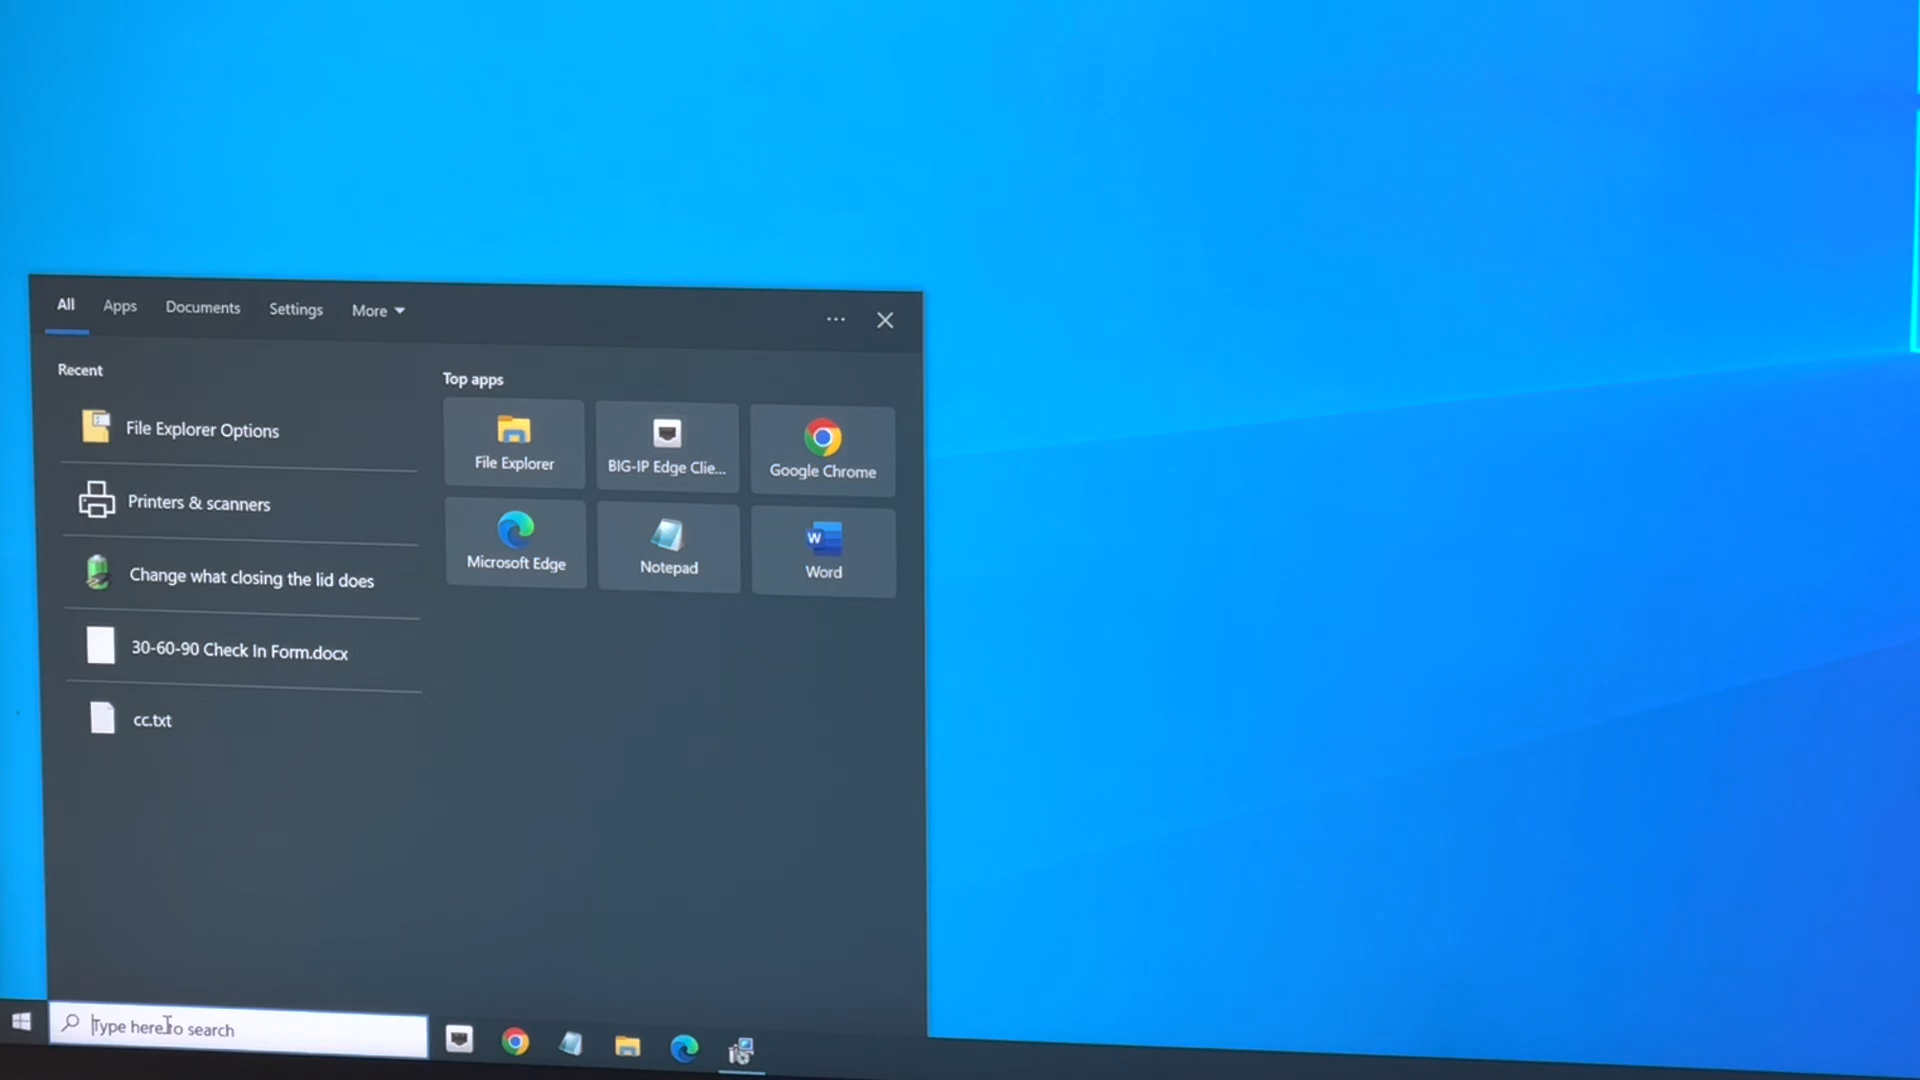 All Apps Documents Settings More
Recent
File Explorer Options
Printers & scanners
Change what closing the lid does
30-60-90 Check In Form.docx
cc.txt
Top apps
File Explorer
BIG-IP Edge Clie...
Google Chrome
Microsoft Edge
Notepad
Word
Type here to search